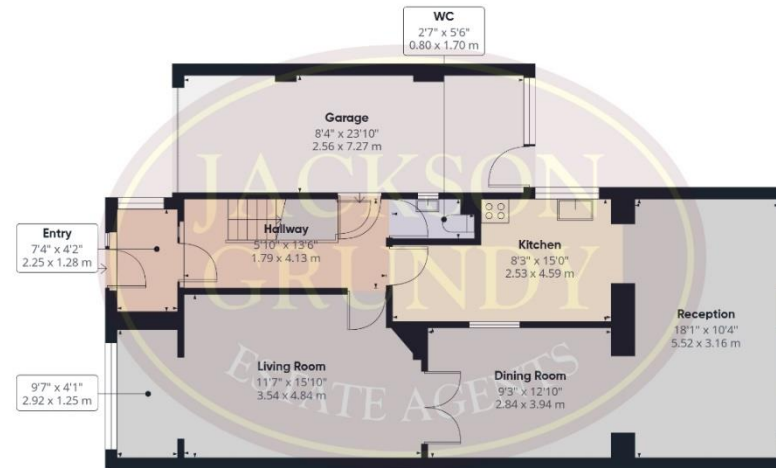 WC
2'7" x 5'6"
0.80 x 1.70 m
Garage
8'4" x 23'10"
2.56 x 7.27 m
Entry
7'4" x 4'2"
2.25 x 1.28 m
Hallway
5'10" x 13'6"
1.79 x 4.13 m
Kitchen
8'3" x 15'0"
2.53 x 4.59 m
Reception
18'1" x 10'4"
5.52 x 3.16 m
9'7" x 4'1"
2.92 x 1.25 m
Living Room
11'7" x 15'10"
3.54 x 4.84 m
Dining Room
9'3" x 12'10"
2.84 x 3.94 m
JACKSON
GRUNDY
ESTATE AGENTS